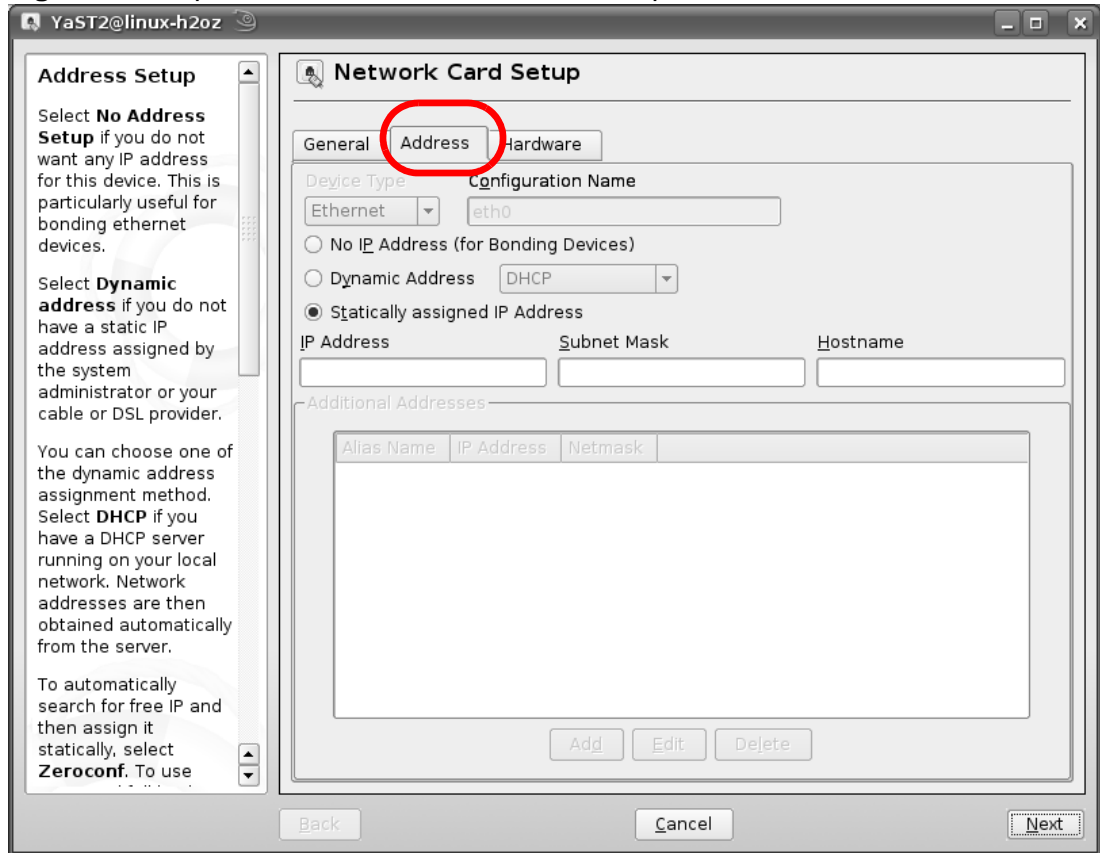 YaST2@linux-h2oz
Address Setup
Select No Address
Setup if you do not
want any IP address
for this device. This is
particularly useful for
bonding ethernet
devices.
Select Dynamic
address if you do not
have a static IP
address assigned by
the system
administrator or your
cable or DSL provider.
You can choose one of
the dynamic address
assignment method.
Select DHCP if you
have a DHCP server
running on your local
network. Network
addresses are then
obtained automatically
from the server.
To automatically
search for free IP and
then assign it
statically, select
Zeroconf. To use
Network Card Setup
General Address Hardware
Device Type Configuration Name
Ethernet eth0
No IP Address (for Bonding Devices)
Dynamic Address DHCP
Statically assigned IP Address
IP Address Subnet Mask Hostname
Additional Addresses
Alias Name IP Address Netmask
Add Edit Delete
Back Cancel Next